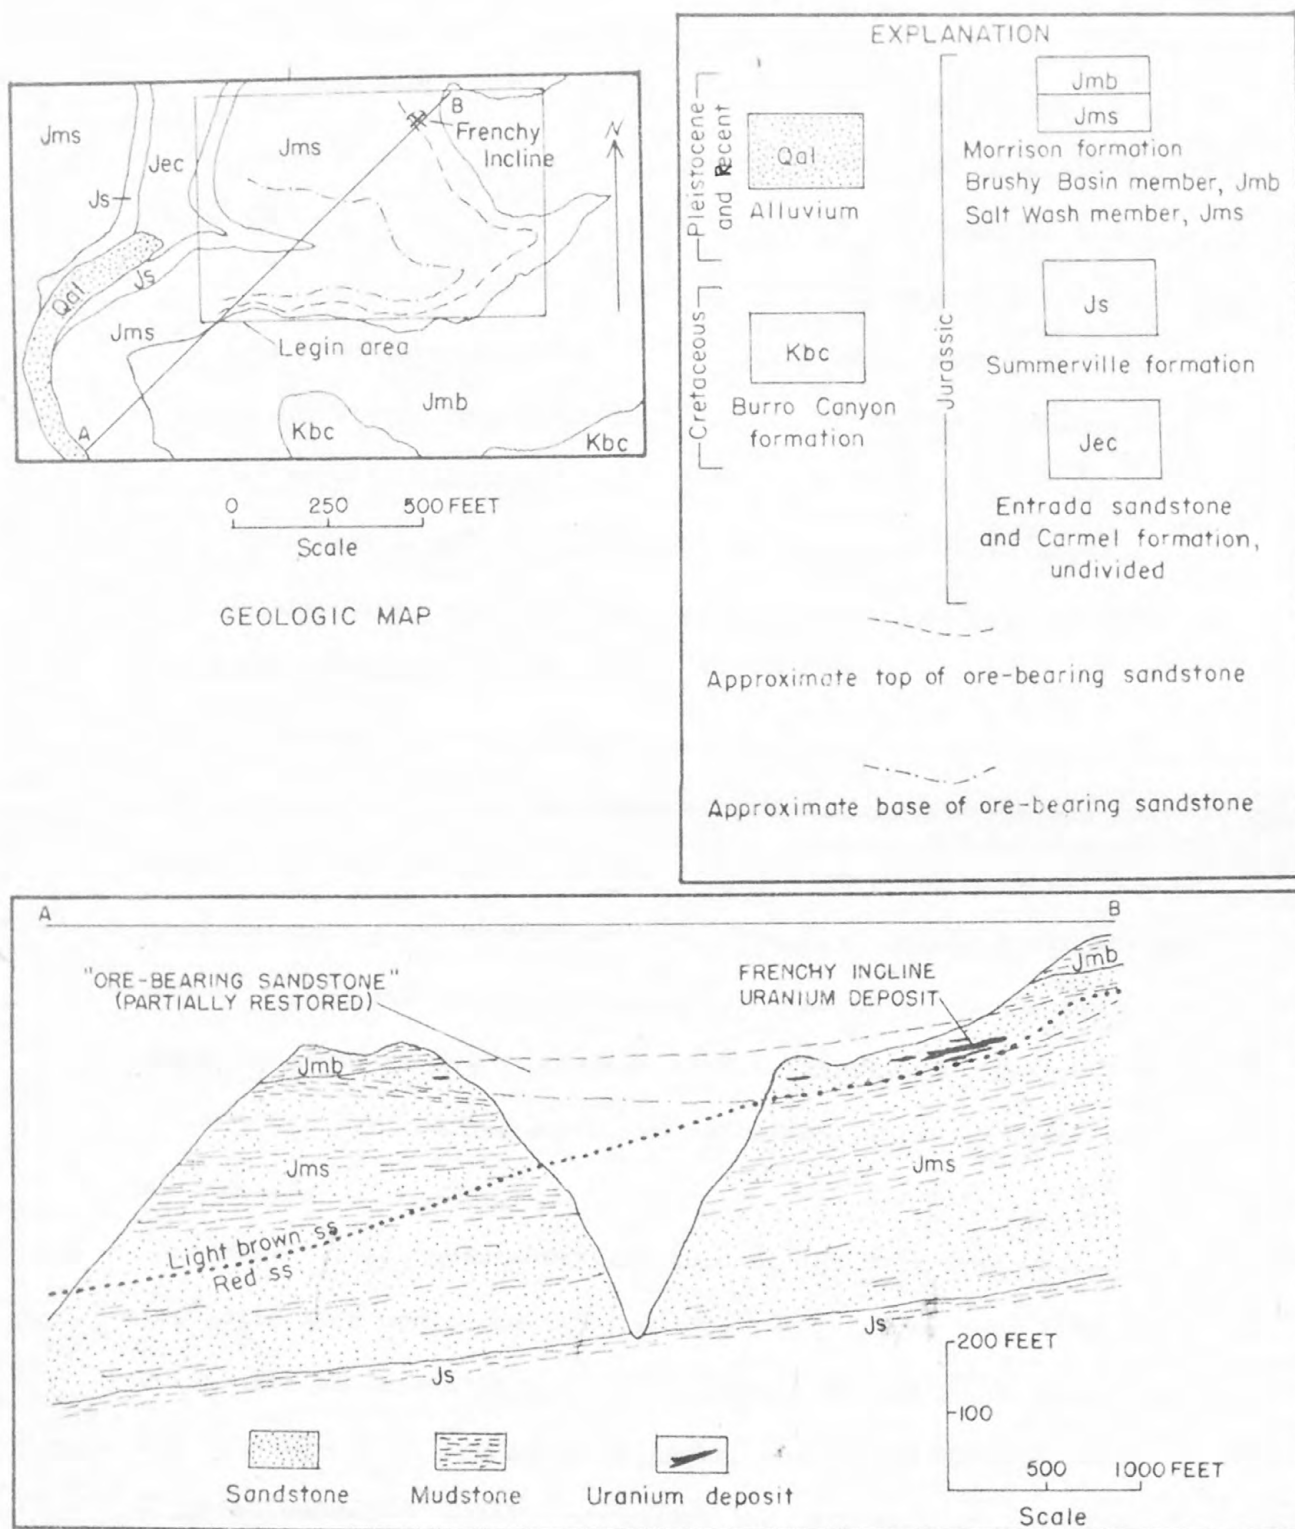 Jms
Jec
Jms
B
Frenchy
Incline
N
Js
Qal
Js
Jms
Legin area
Jmb
A
Kbc
Kbc
0 250 500 FEET
Scale
GEOLOGIC MAP
EXPLANATION
Pleistocene
and Recent
Qal
Alluvium
Cretaceous
Kbc
Burro Canyon
formation
Jurassic
Jmb
Jms
Morrison formation
Brushy Basin member, Jmb
Salt Wash member, Jms
Js
Summerville formation
Jec
Entrada sandstone
and Carmel formation,
undivided
Approximate top of ore-bearing sandstone
Approximate base of ore-bearing sandstone
A
B
"ORE-BEARING SANDSTONE"
(PARTIALLY RESTORED)
FRENCHY INCLINE
URANIUM DEPOSIT
Jmb
Jmb
Jms
Jms
Light brown ss
Red ss
Js
Js
200 FEET
100
500 1000 FEET
Scale
Sandstone
Mudstone
Uranium deposit